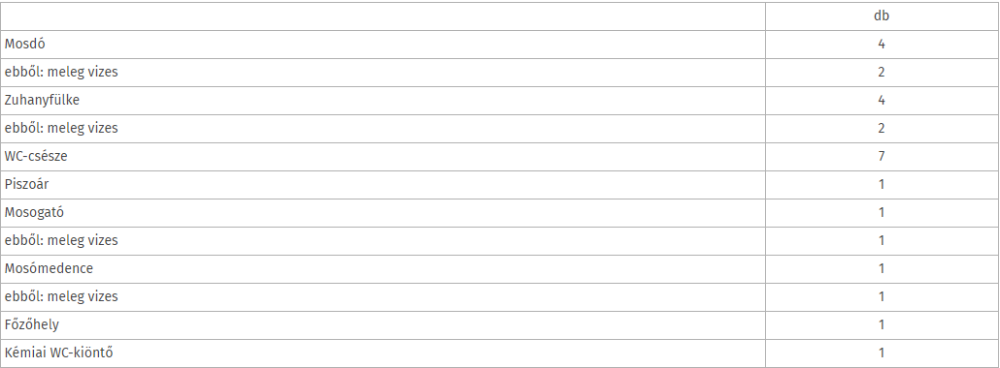 db
Mosdó 4
ebből: meleg vizes 2
Zuhanyfülke 4
ebből: meleg vizes 2
WC-csésze 7
Piszoár 1
Mosogató 1
ebből: meleg vizes 1
Mosómedence 1
ebből: meleg vizes 1
Főzőhely 1
Kémiai WC-kiöntő 1